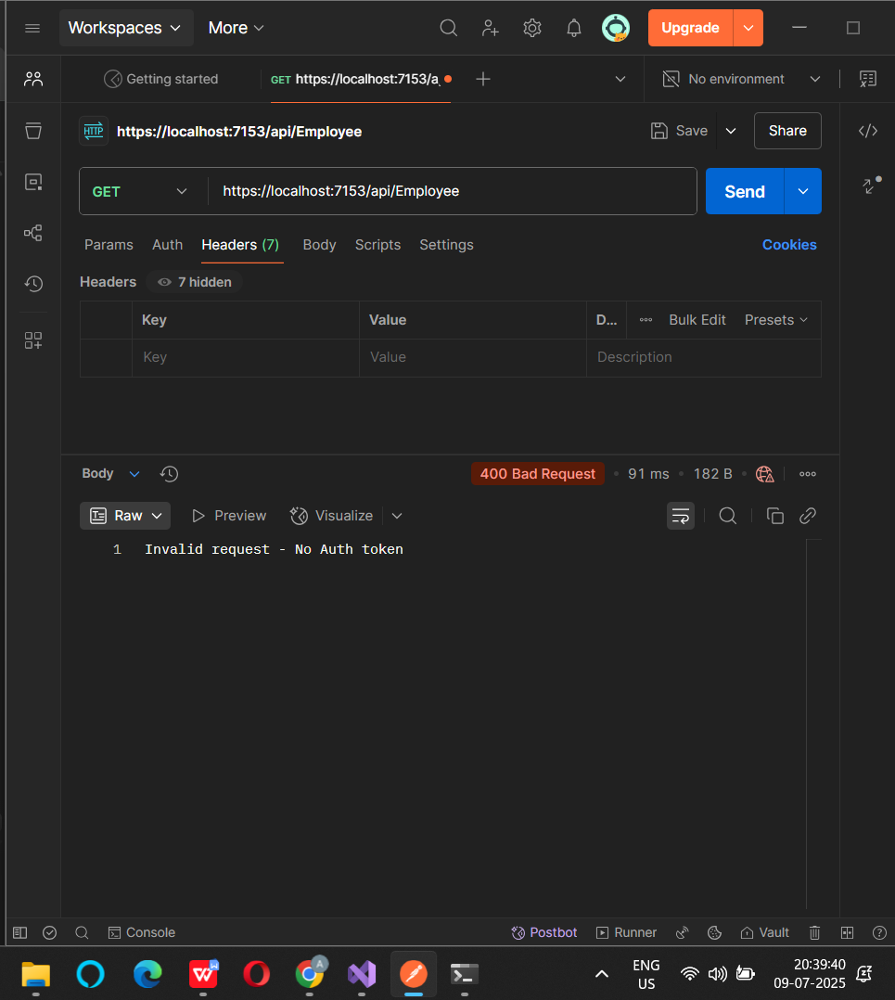 Workspaces More Upgrade
Getting started GET https://localhost:7153/a No environment
HTTP https://localhost:7153/api/Employee Save Share
GET https://localhost:7153/api/Employee Send
Params Auth Headers (7) Body Scripts Settings Cookies
Headers 7 hidden
Key Value D... Bulk Edit Presets
Key Value Description
Body 400 Bad Request • 91 ms • 182 B •
Raw Preview Visualize
1 Invalid request - No Auth token
Console Postbot Runner Vault
A ENG 20:39:40
US 09-07-2025